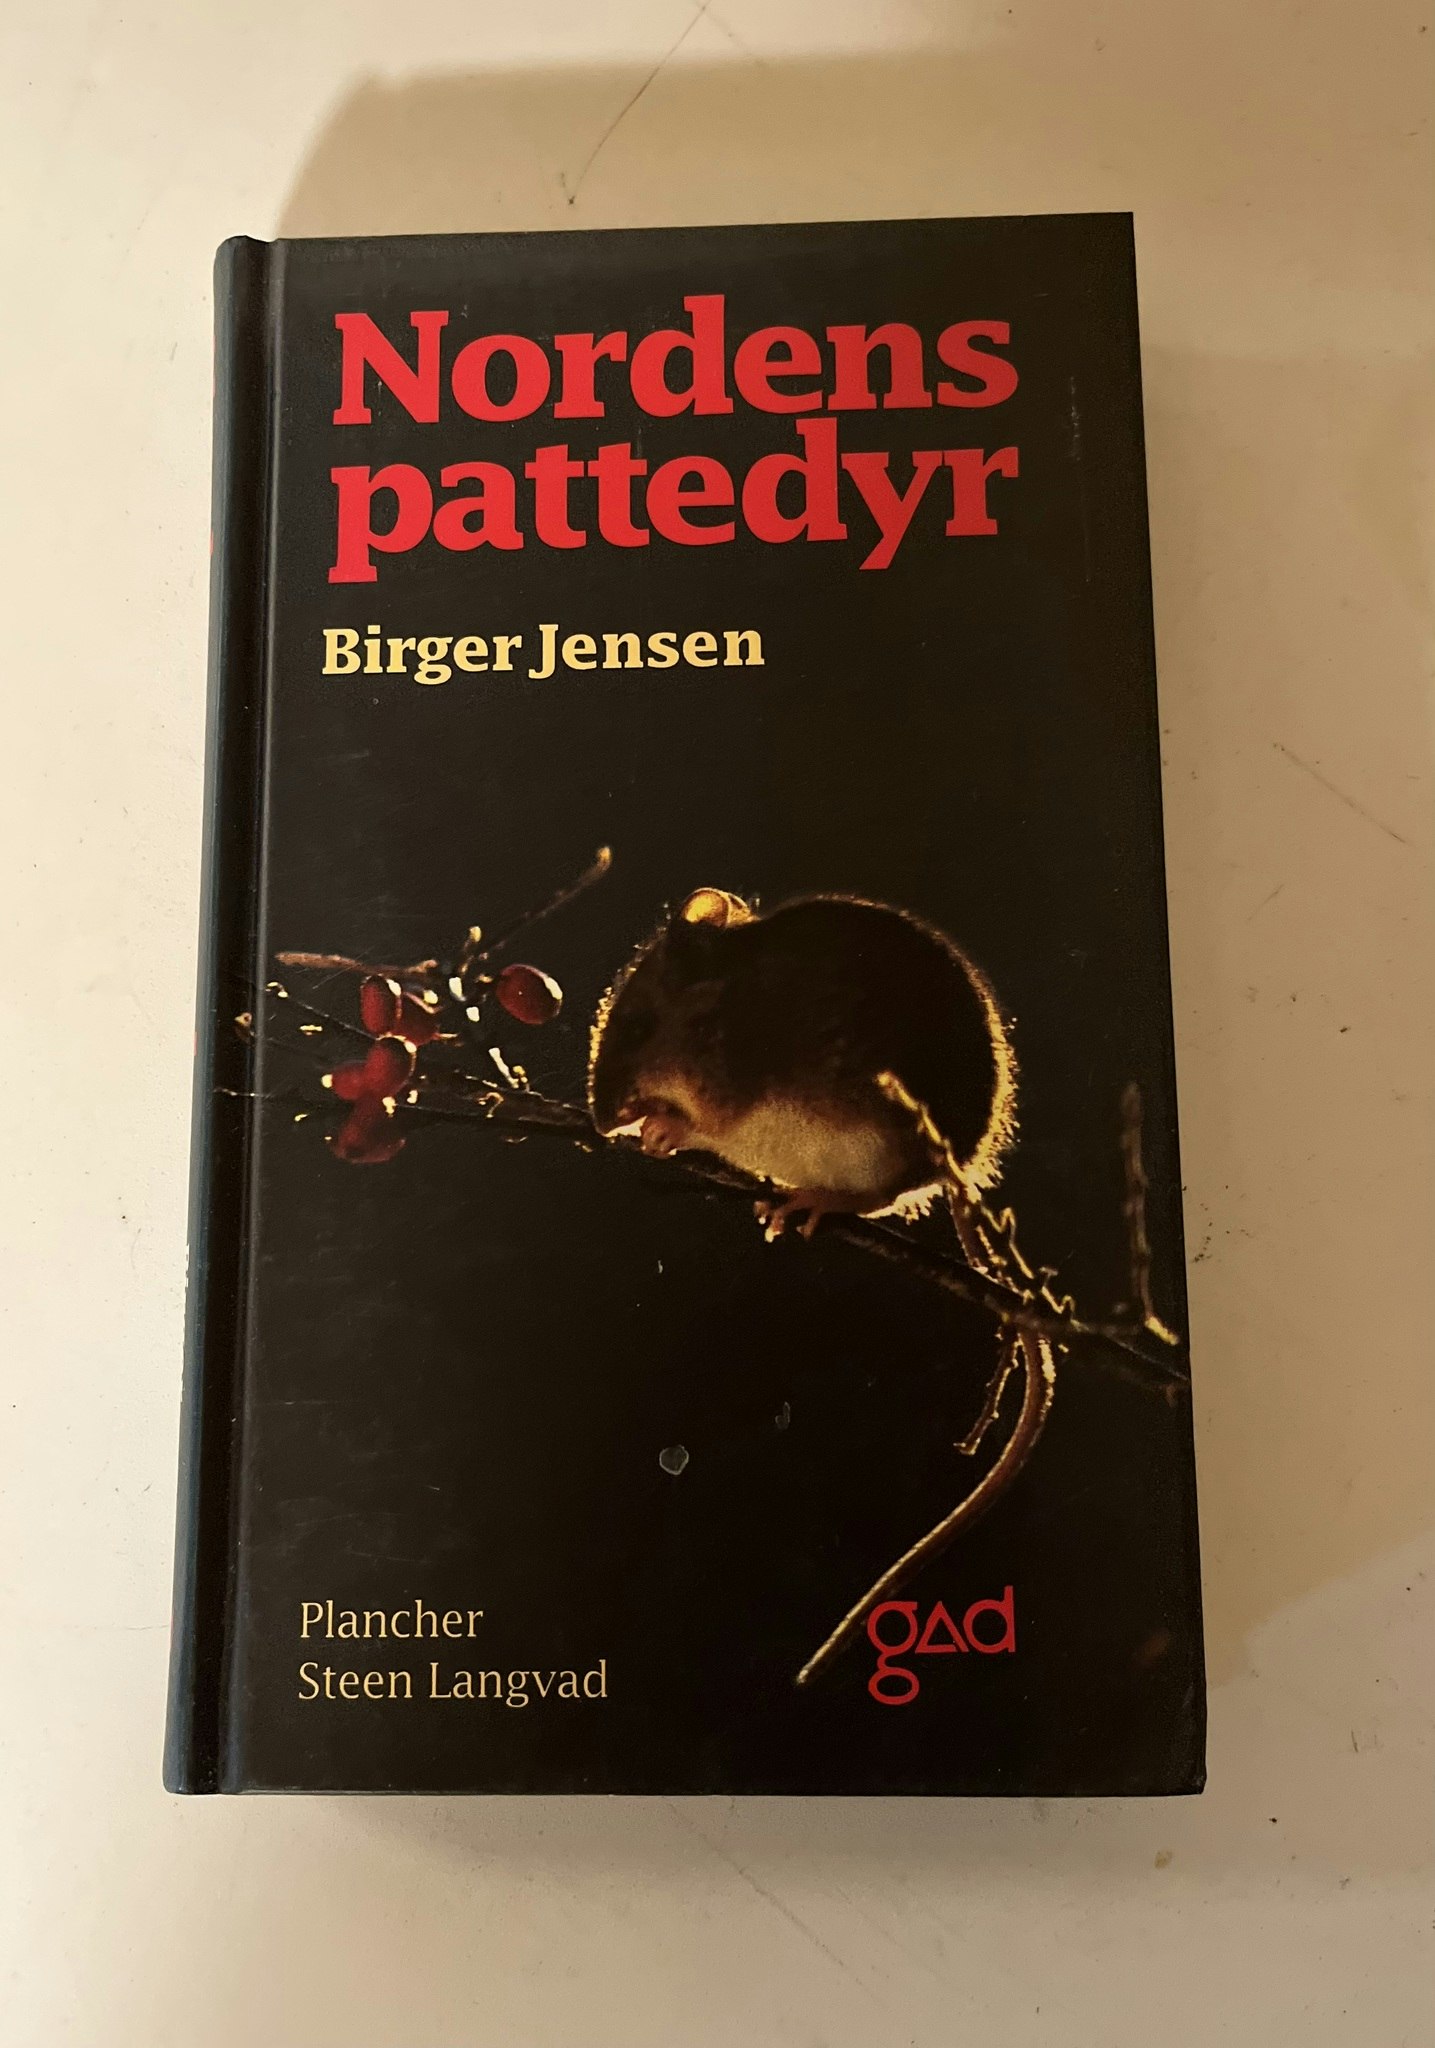 Nordens
pattedyr
Birger Jensen
Plancher
Steen Langvad
gad